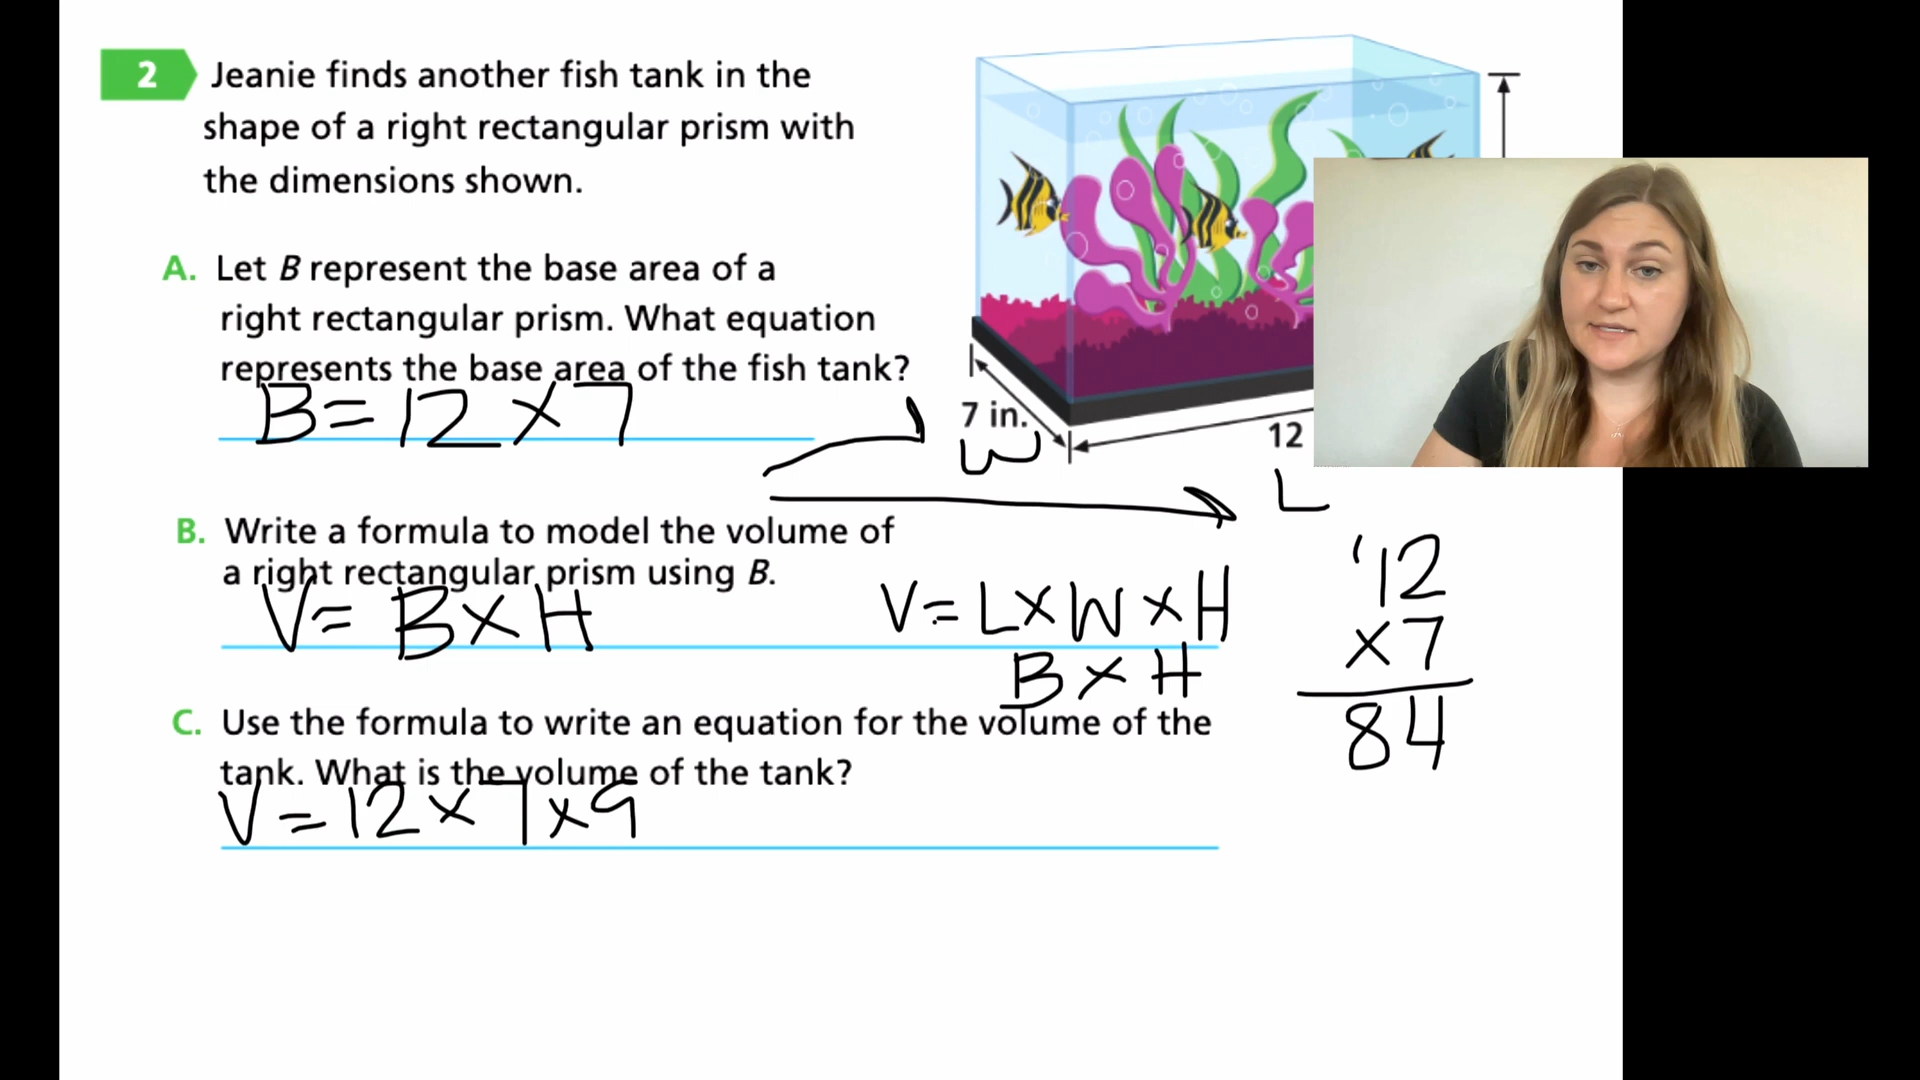 2 Jeanie finds another fish tank in the
shape of a right rectangular prism with
the dimensions shown.
A. Let B represent the base area of a
right rectangular prism. What equation
represents the base area of the fish tank?
B = 12 × 7
7 in.
W
12
L
B. Write a formula to model the volume of
a right rectangular prism using B.
V = B × H
V = L × W × H
B × H
'12
× 7
84
C. Use the formula to write an equation for the volume of the
tank. What is the volume of the tank?
V = 12 × 7 × 9